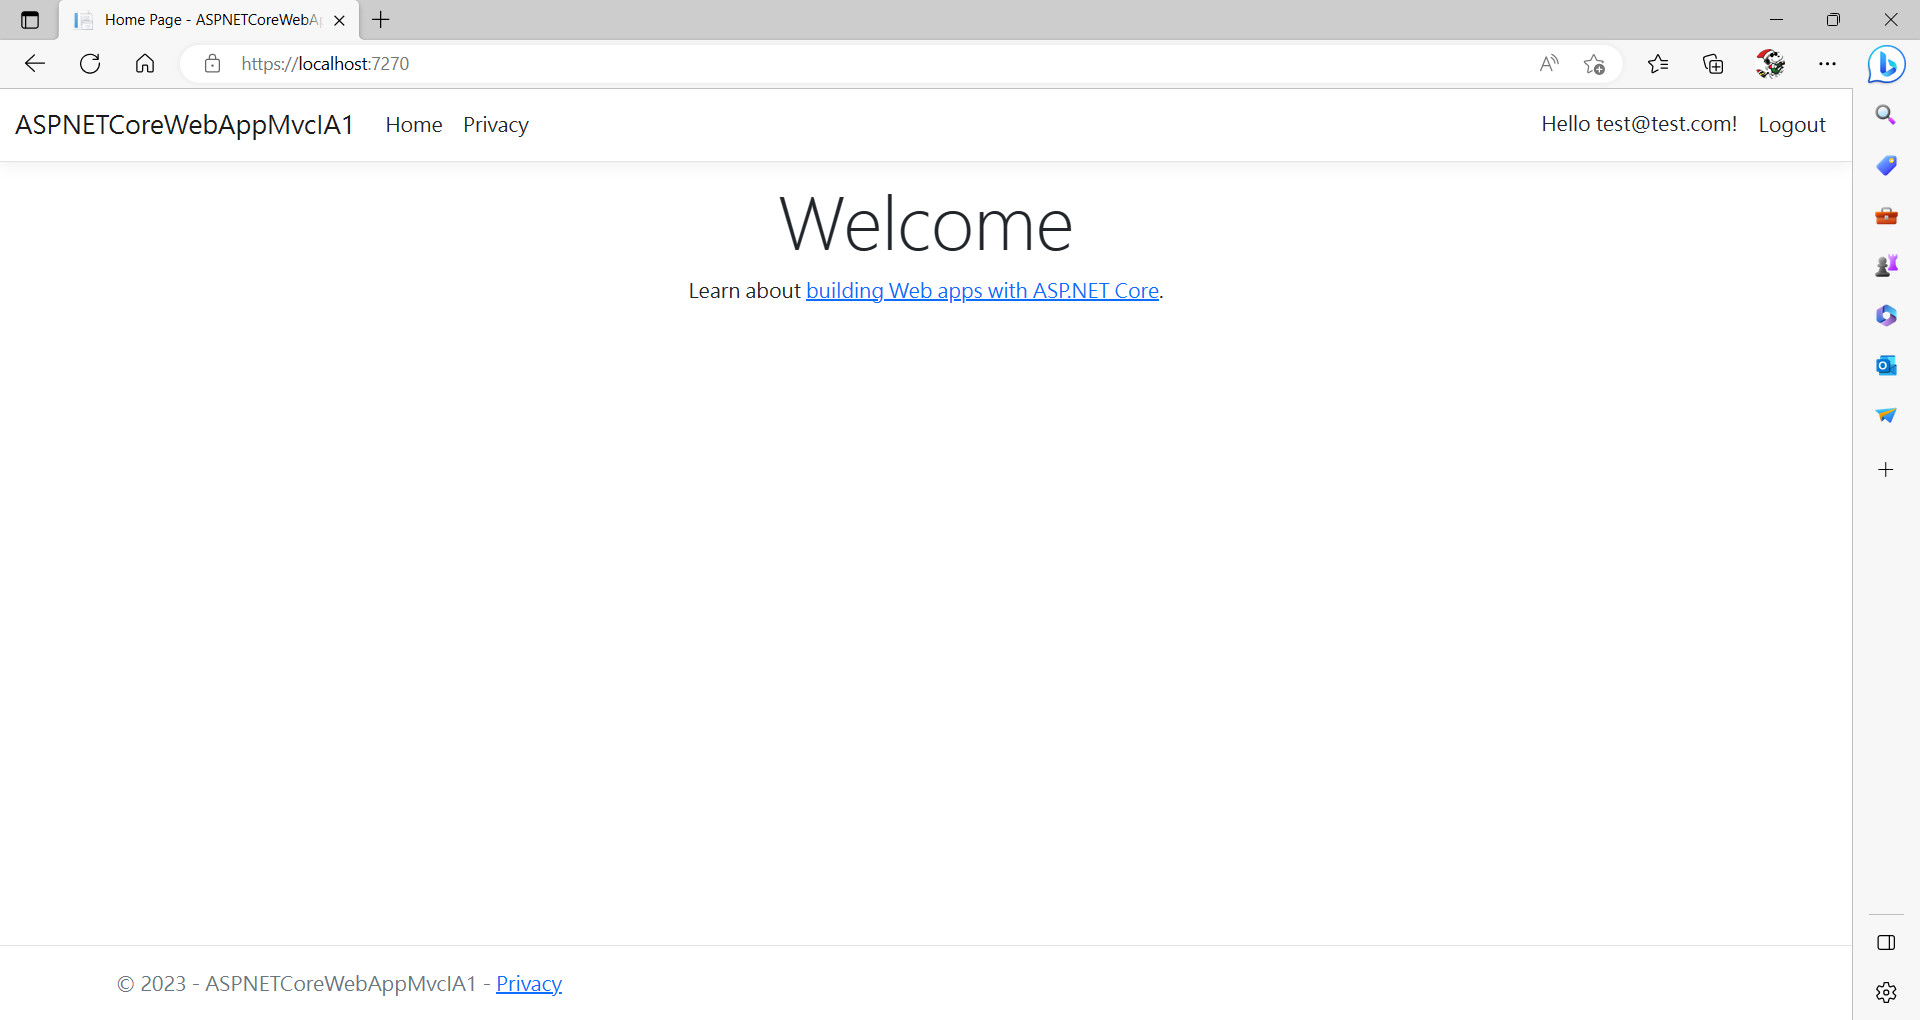 Home Page - ASPNETCoreWebA
https://localhost:7270
ASPNETCoreWebAppMvcIA1 Home Privacy Hello test@test.com! Logout
Welcome
Learn about building Web apps with ASP.NET Core.
© 2023 - ASPNETCoreWebAppMvcIA1 - Privacy